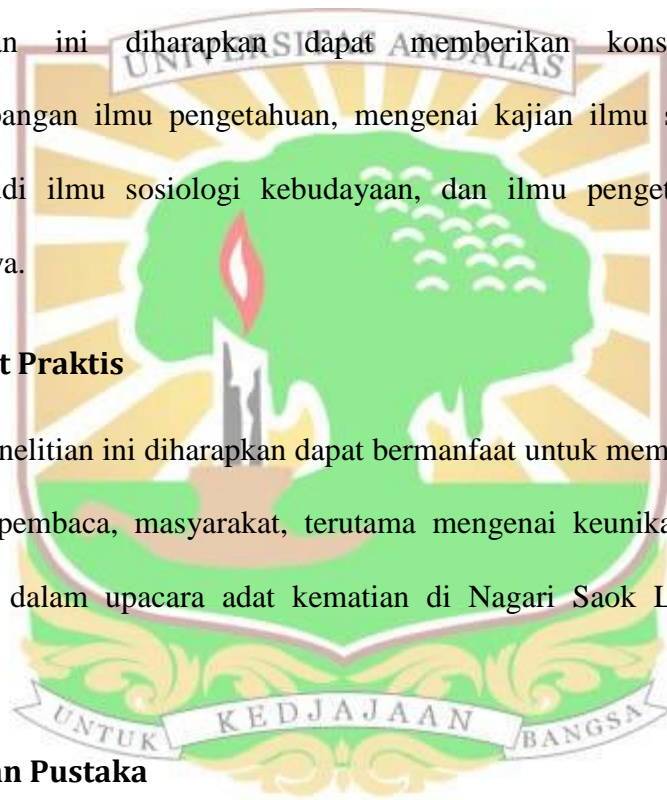 an ini diharapkan dapat memberikan kons
UNIVERSITAS ANDALAS
bangan ilmu pengetahuan, mengenai kajian ilmu s
di ilmu sosiologi kebudayaan, dan ilmu penget
a.
t Praktis
nelitian ini diharapkan dapat bermanfaat untuk mem
pembaca, masyarakat, terutama mengenai keunika
dalam upacara adat kematian di Nagari Saok L
UNTUK KEDJAJAAN BANGSA
an Pustaka